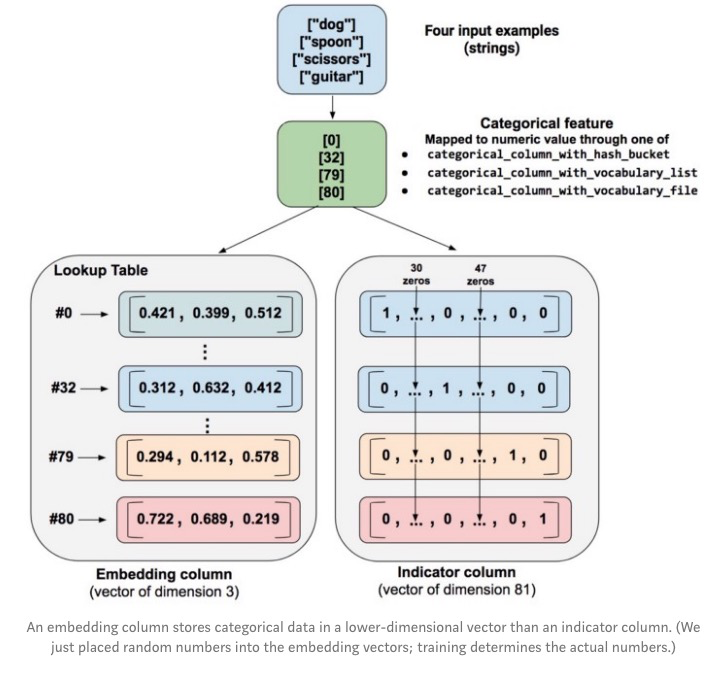 ["dog"]
["spoon"]
["scissors"]
["guitar"]
Four input examples
(strings)
[0]
[32]
[79]
[80]
Categorical feature
Mapped to numeric value through one of
• categorical_column_with_hash_bucket
• categorical_column_with_vocabulary_list
• categorical_column_with_vocabulary_file
Lookup Table
#0
[0.421 , 0.399 , 0.512]
⋮
#32
[0.312 , 0.632 , 0.412]
⋮
#79
[0.294 , 0.112 , 0.578]
#80
[0.722 , 0.689 , 0.219]
Embedding column
(vector of dimension 3)
30
zeros
47
zeros
[1 , ... , 0 , ... , 0 , 0]
[0 , ... , 1 , ... , 0 , 0]
[0 , ... , 0 , ... , 1 , 0]
[0 , ... , 0 , ... , 0 , 1]
Indicator column
(vector of dimension 81)
An embedding column stores categorical data in a lower-dimensional vector than an indicator column. (We
just placed random numbers into the embedding vectors; training determines the actual numbers.)